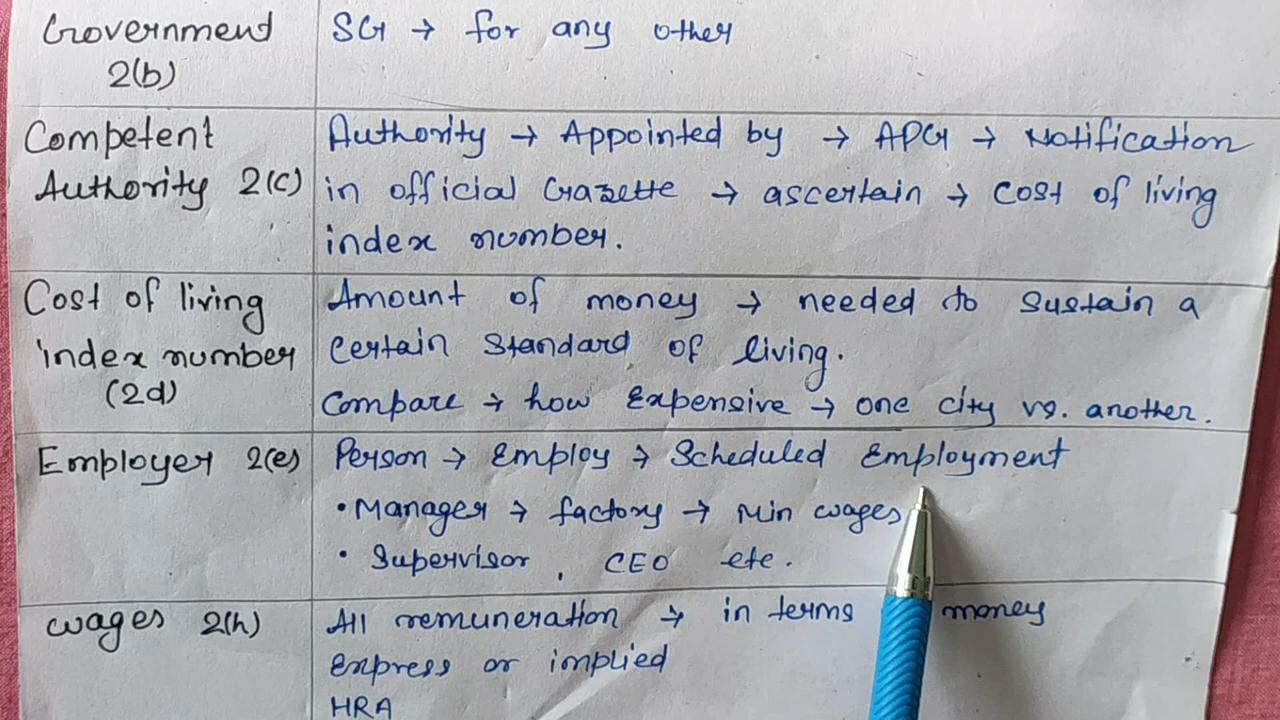 Government SG → for any other
2(b)
Competent Authority → Appointed by → APG → Notification
Authority 2(c) in official Gazette → ascertain → cost of living
index number.
Cost of living Amount of money → needed to sustain a
index number certain standard of living.
(2d) Compare → how Expensive → one city vs. another.
Employer 2(e) Person → Employ → Scheduled Employment
• Manager → factory → Min wages
• Supervisor, CEO etc.
wages 2(h) All remuneration → in terms money
Express or implied
HRA